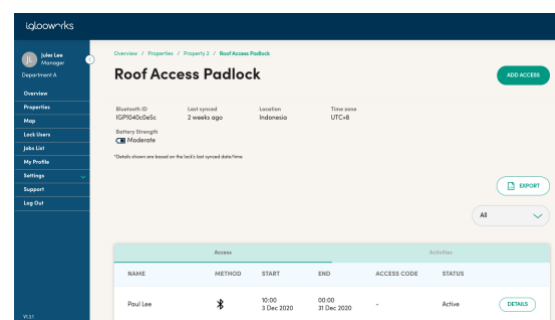 iglooworks
JL
Jules Lee
Manager
Department A
Overview
Properties
Map
Lock Users
Jobs List
My Profile
Settings
Support
Log Out
V1.3.1
Overview / Properties / Property 2 / Roof Access Padlock
Roof Access Padlock
ADD ACCESS
Bluetooth ID Last synced Location Time zone
IGP1040c0e5c 2 weeks ago Indonesia UTC+8
Battery Strength
Moderate
*Details shown are based on the lock's last synced date/time
EXPORT
All
Access Activities
NAME METHOD START END ACCESS CODE STATUS
Paul Lee 10:00 00:00 - Active DETAILS
3 Dec 2020 31 Dec 2020